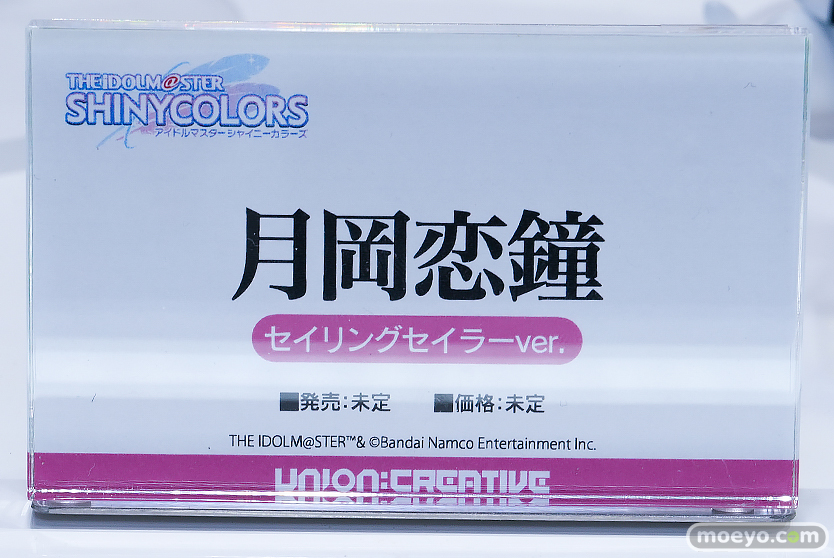 THE iDOLM@STER
SHINYCOLORS
アイドルマスター シャイニーカラーズ
月岡恋鐘
セイリングセイラーver.
■発売:未定 ■価格:未定
THE IDOLM@STER™& ©Bandai Namco Entertainment Inc.
UNION:CREATIVE
moeyo.com